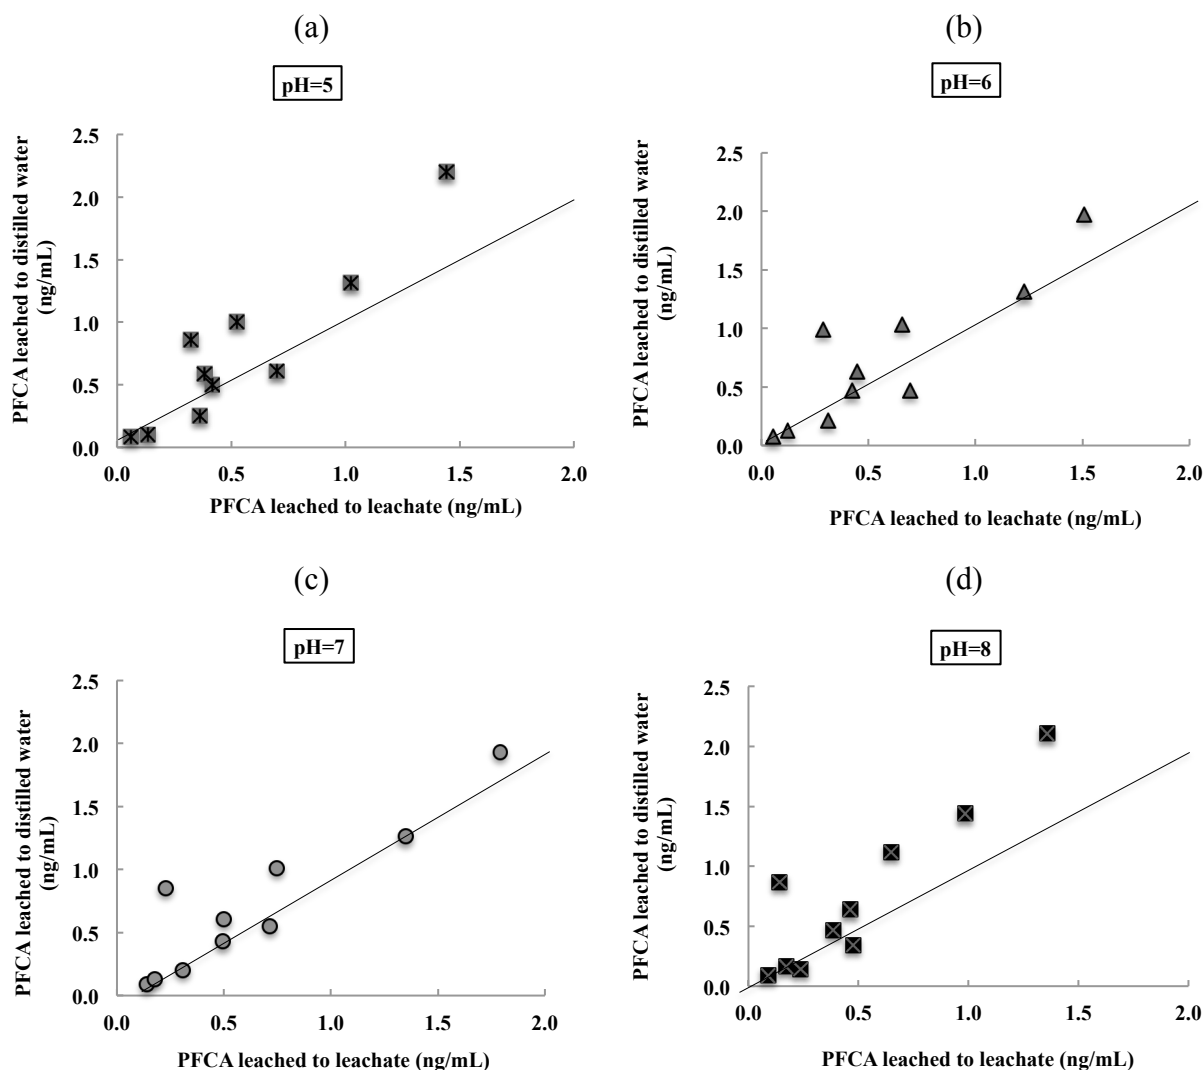 (a)
pH=5
PFCA leached to distilled water
(ng/mL)
2.5
2.0
1.5
1.0
0.5
0.0
0.0 0.5 1.0 1.5 2.0
PFCA leached to leachate (ng/mL)
(b)
pH=6
PFCA leached to distilled water
(ng/mL)
2.5
2.0
1.5
1.0
0.5
0.0
0.0 0.5 1.0 1.5 2.0
PFCA leached to leachate (ng/mL)
(c)
pH=7
PFCA leached to distilled water
(ng/mL)
2.5
2.0
1.5
1.0
0.5
0.0
0.0 0.5 1.0 1.5 2.0
PFCA leached to leachate (ng/mL)
(d)
pH=8
PFCA leached to distilled water
(ng/mL)
2.5
2.0
1.5
1.0
0.5
0.0
0.0 0.5 1.0 1.5 2.0
PFCA leached to leachate (ng/mL)